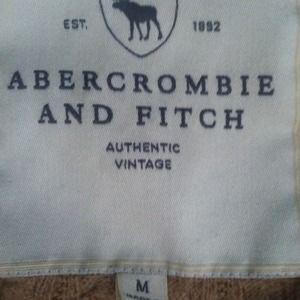 EST. 1892
ABERCROMBIE
AND FITCH
AUTHENTIC
VINTAGE
M